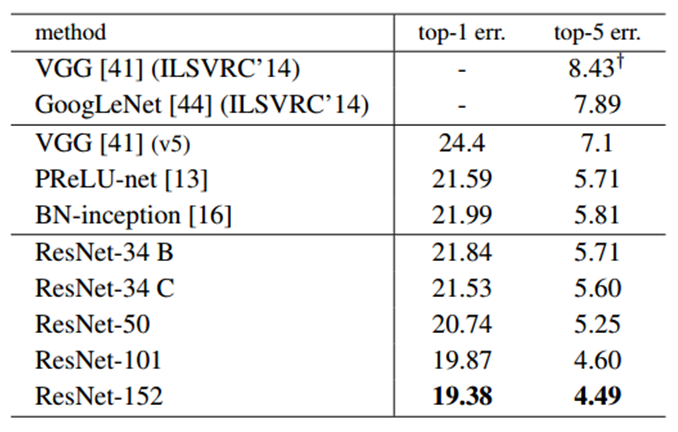 method top-1 err. top-5 err.
VGG [41] (ILSVRC’14) - 8.43†
GoogLeNet [44] (ILSVRC’14) - 7.89
VGG [41] (v5) 24.4 7.1
PReLU-net [13] 21.59 5.71
BN-inception [16] 21.99 5.81
ResNet-34 B 21.84 5.71
ResNet-34 C 21.53 5.60
ResNet-50 20.74 5.25
ResNet-101 19.87 4.60
ResNet-152 19.38 4.49